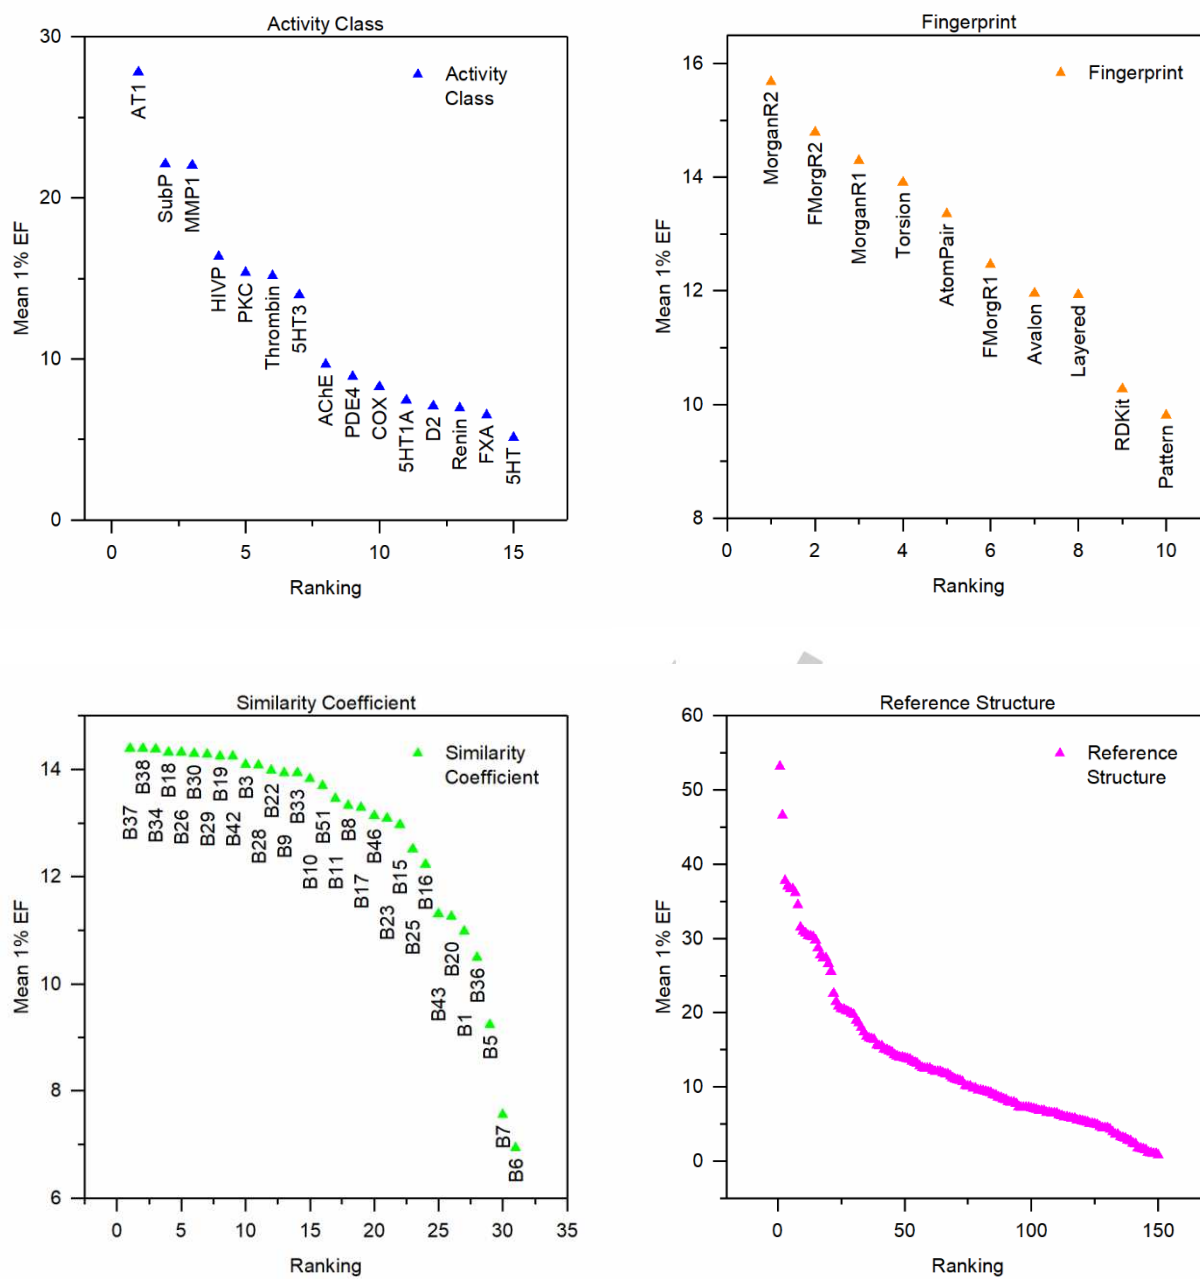 Activity Class
30
20
10
0
Mean 1% EF
Activity
Class
AT1
SubP
MMP1
HIVP
PKC
Thrombin
5HT3
AChE
PDE4
COX
5HT1A
D2
Renin
FXA
5HT
0 5 10 15
Ranking
Fingerprint
16
14
12
10
8
Mean 1% EF
Fingerprint
MorganR2
FMorgR2
MorganR1
Torsion
AtomPair
FMorgR1
Avalon
Layered
RDKit
Pattern
0 2 4 6 8 10
Ranking
Similarity Coefficient
14
12
10
8
6
Mean 1% EF
Similarity
Coefficient
B37
B38
B34
B18
B26
B30
B29
B19
B42
B3
B28
B22
B9
B33
B10
B51
B11
B8
B17
B46
B23
B15
B25
B16
B43
B20
B1
B36
B5
B7
B6
0 5 10 15 20 25 30 35
Ranking
Reference Structure
60
50
40
30
20
10
0
Mean 1% EF
Reference
Structure
0 50 100 150
Ranking